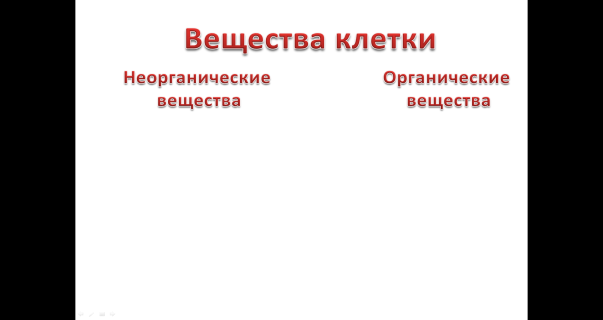 Вещества клетки
Неорганические
вещества
Органические
вещества